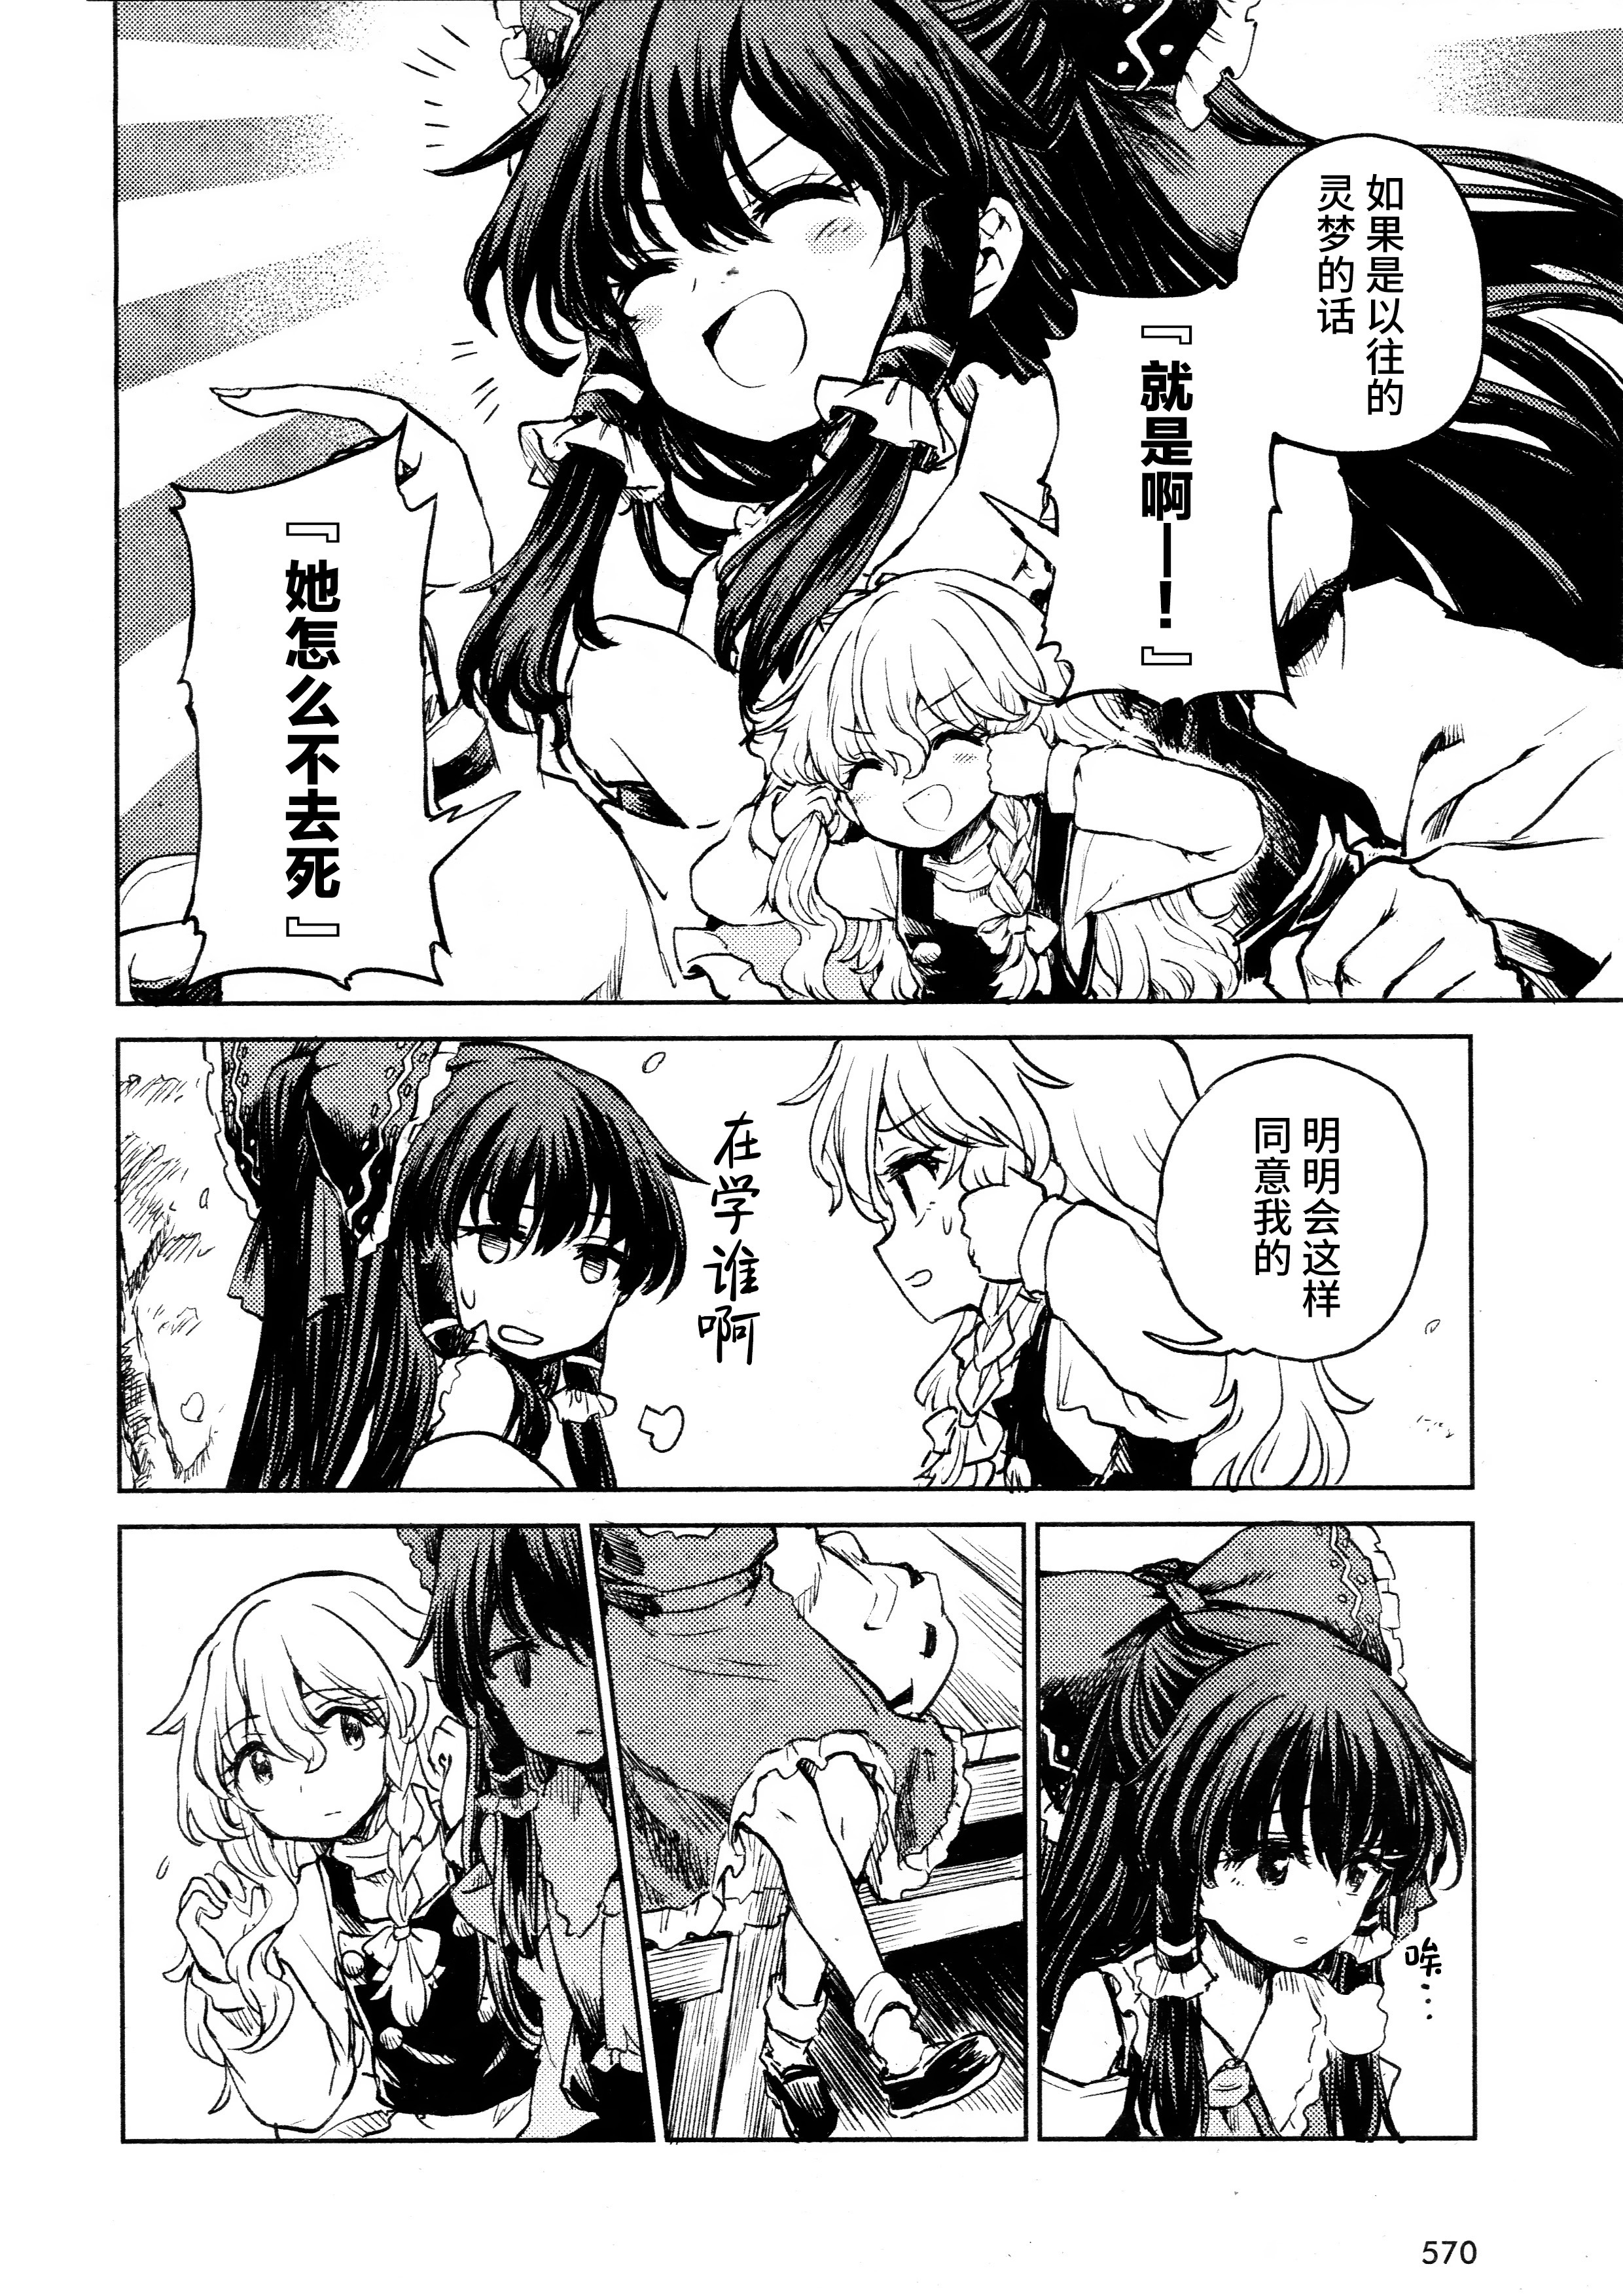 如果是以往的
灵梦的话
『就是啊—！』
『她怎么不去死』
明明会这样
同意我的
在学谁啊
唉…
570